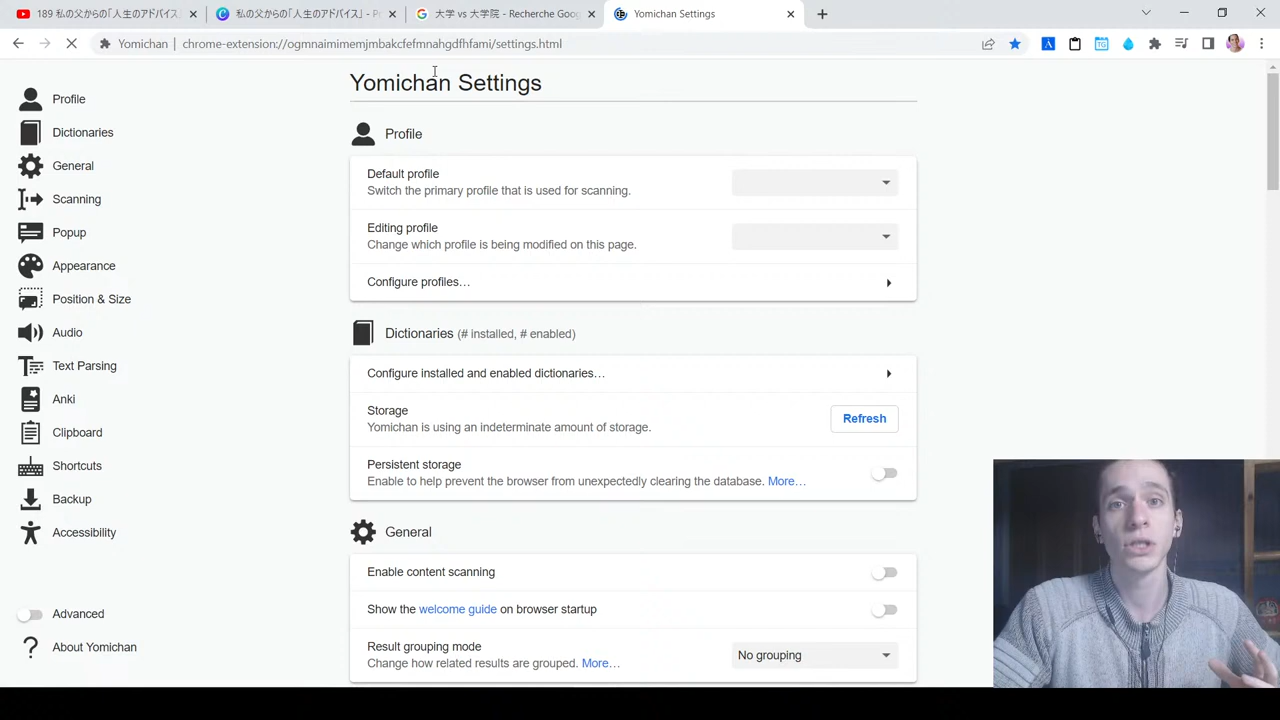 189 私の父からの「人生のアドバイス」
私の父からの「人生のアドバイス」 - P
大学 vs 大学院 - Recherche Goo
Yomichan Settings
Yomichan
chrome-extension://ogmnaimimemjmbakcfefmnahgdfhfami/settings.html
A
TG
Yomichan Settings
Profile
Dictionaries
General
Scanning
Popup
Appearance
Position & Size
Audio
Text Parsing
Anki
Clipboard
Shortcuts
Backup
Accessibility
Advanced
? About Yomichan
Profile
Default profile
Switch the primary profile that is used for scanning.
Editing profile
Change which profile is being modified on this page.
Configure profiles…
Dictionaries (# installed, # enabled)
Configure installed and enabled dictionaries…
Storage
Yomichan is using an indeterminate amount of storage.
Refresh
Persistent storage
Enable to help prevent the browser from unexpectedly clearing the database. More…
General
Enable content scanning
Show the welcome guide on browser startup
Result grouping mode
Change how related results are grouped. More…
No grouping